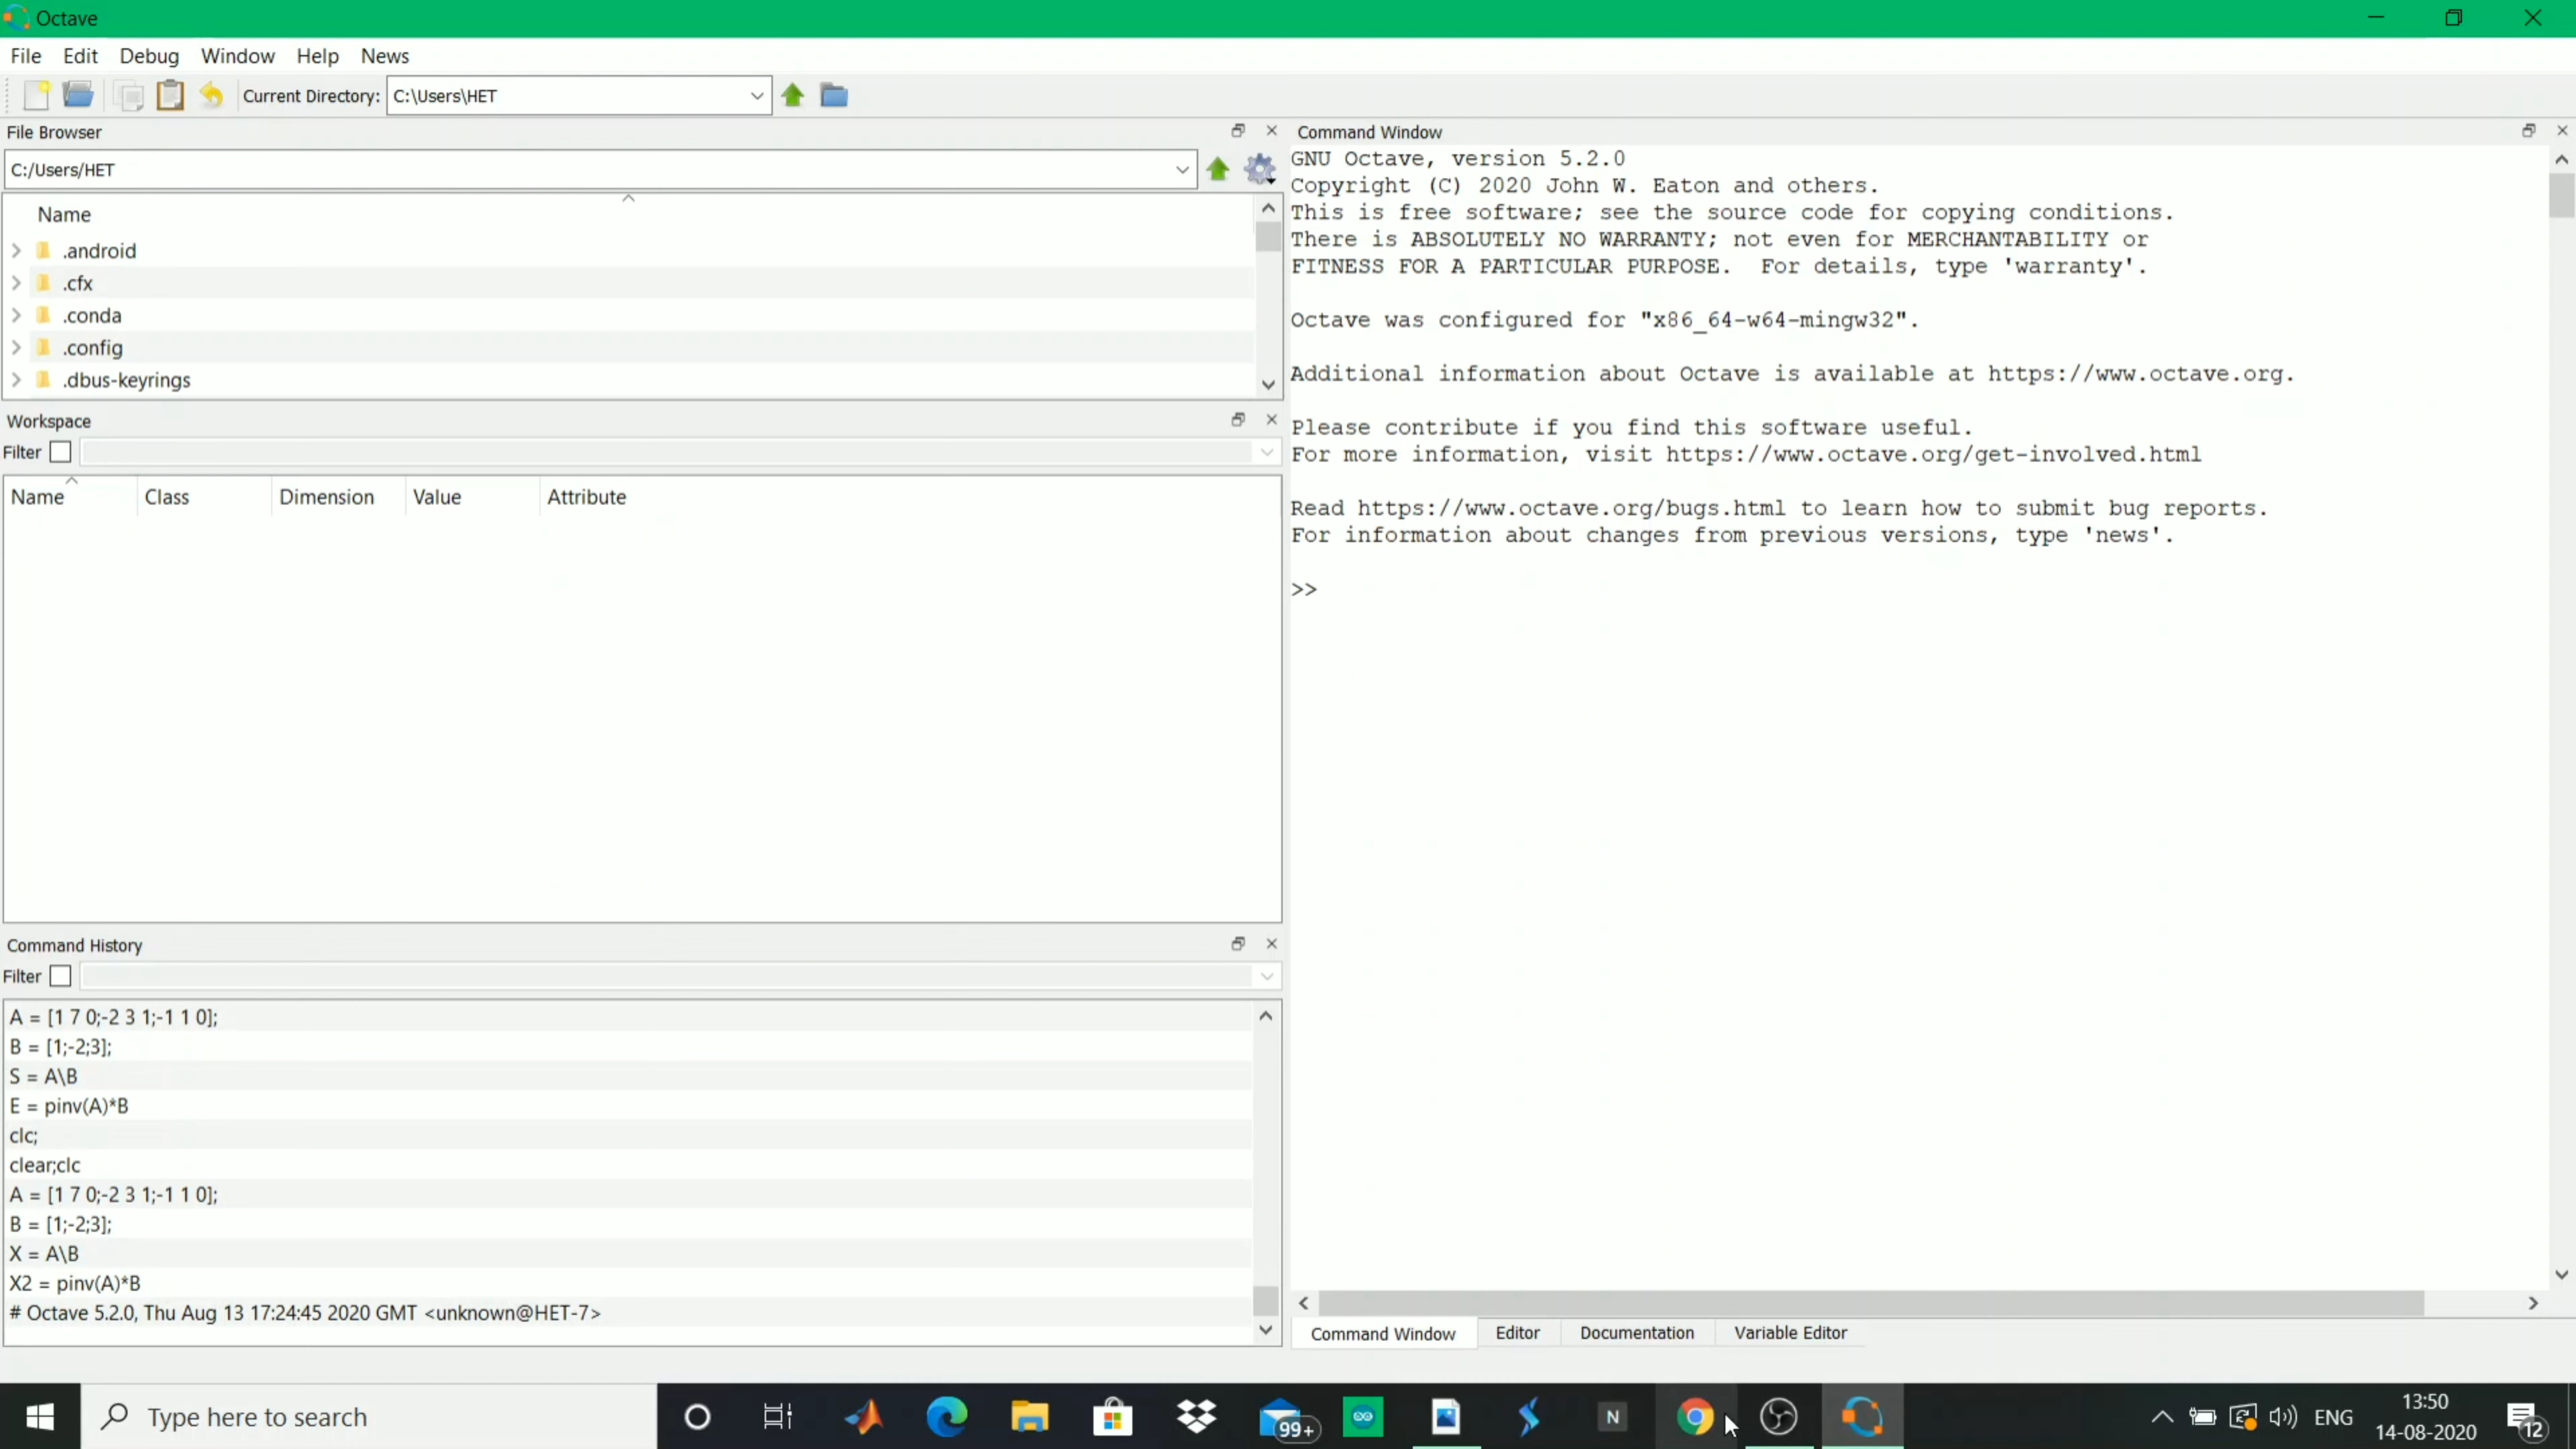 Octave
File Edit Debug Window Help News
Current Directory: C:\Users\HET
File Browser
C:/Users/HET
Name
.android
.cfx
.conda
.config
.dbus-keyrings
Workspace
Filter
Name Class Dimension Value Attribute
Command History
Filter
A = [1 7 0;-2 3 1;-1 1 0];
B = [1;-2;3];
S = A\B
E = pinv(A)*B
clc;
clear;clc
A = [1 7 0;-2 3 1;-1 1 0];
B = [1;-2;3];
X = A\B
X2 = pinv(A)*B
# Octave 5.2.0, Thu Aug 13 17:24:45 2020 GMT <unknown@HET-7>
Command Window
GNU Octave, version 5.2.0
Copyright (C) 2020 John W. Eaton and others.
This is free software; see the source code for copying conditions.
There is ABSOLUTELY NO WARRANTY; not even for MERCHANTABILITY or
FITNESS FOR A PARTICULAR PURPOSE.  For details, type 'warranty'.
Octave was configured for "x86_64-w64-mingw32".
Additional information about Octave is available at https://www.octave.org.
Please contribute if you find this software useful.
For more information, visit https://www.octave.org/get-involved.html
Read https://www.octave.org/bugs.html to learn how to submit bug reports.
For information about changes from previous versions, type 'news'.
>>
Command Window Editor Documentation Variable Editor
Type here to search
99+
N
ENG
13:50
14-08-2020
12